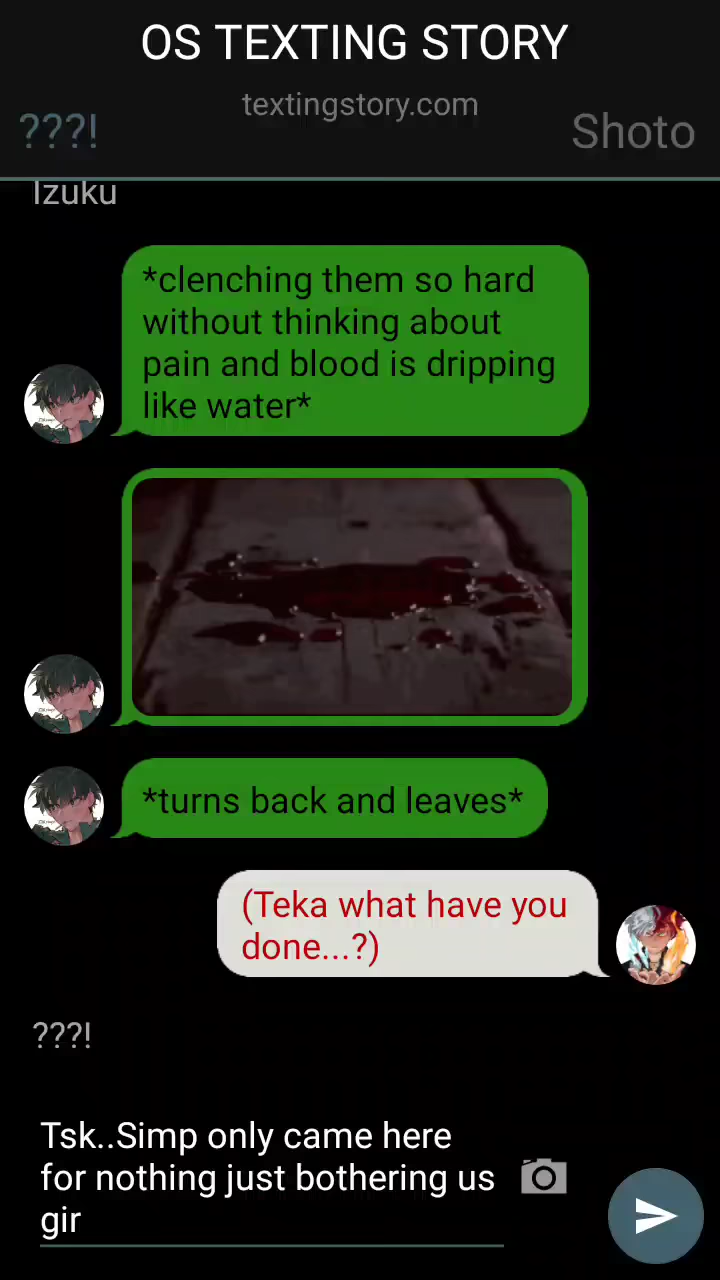 OS TEXTING STORY
textingstory.com
???!
Shoto
Izuku
*clenching them so hard
without thinking about
pain and blood is dripping
like water*
*turns back and leaves*
(Teka what have you
done...?)
???!
Tsk..Simp only came here
for nothing just bothering us
gir